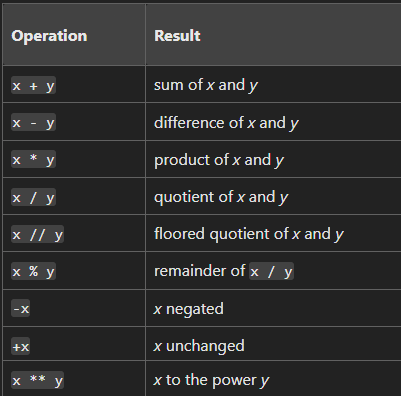 Operation Result
x + y sum of x and y
x - y difference of x and y
x * y product of x and y
x / y quotient of x and y
x // y floored quotient of x and y
x % y remainder of x / y
-x x negated
+x x unchanged
x ** y x to the power y